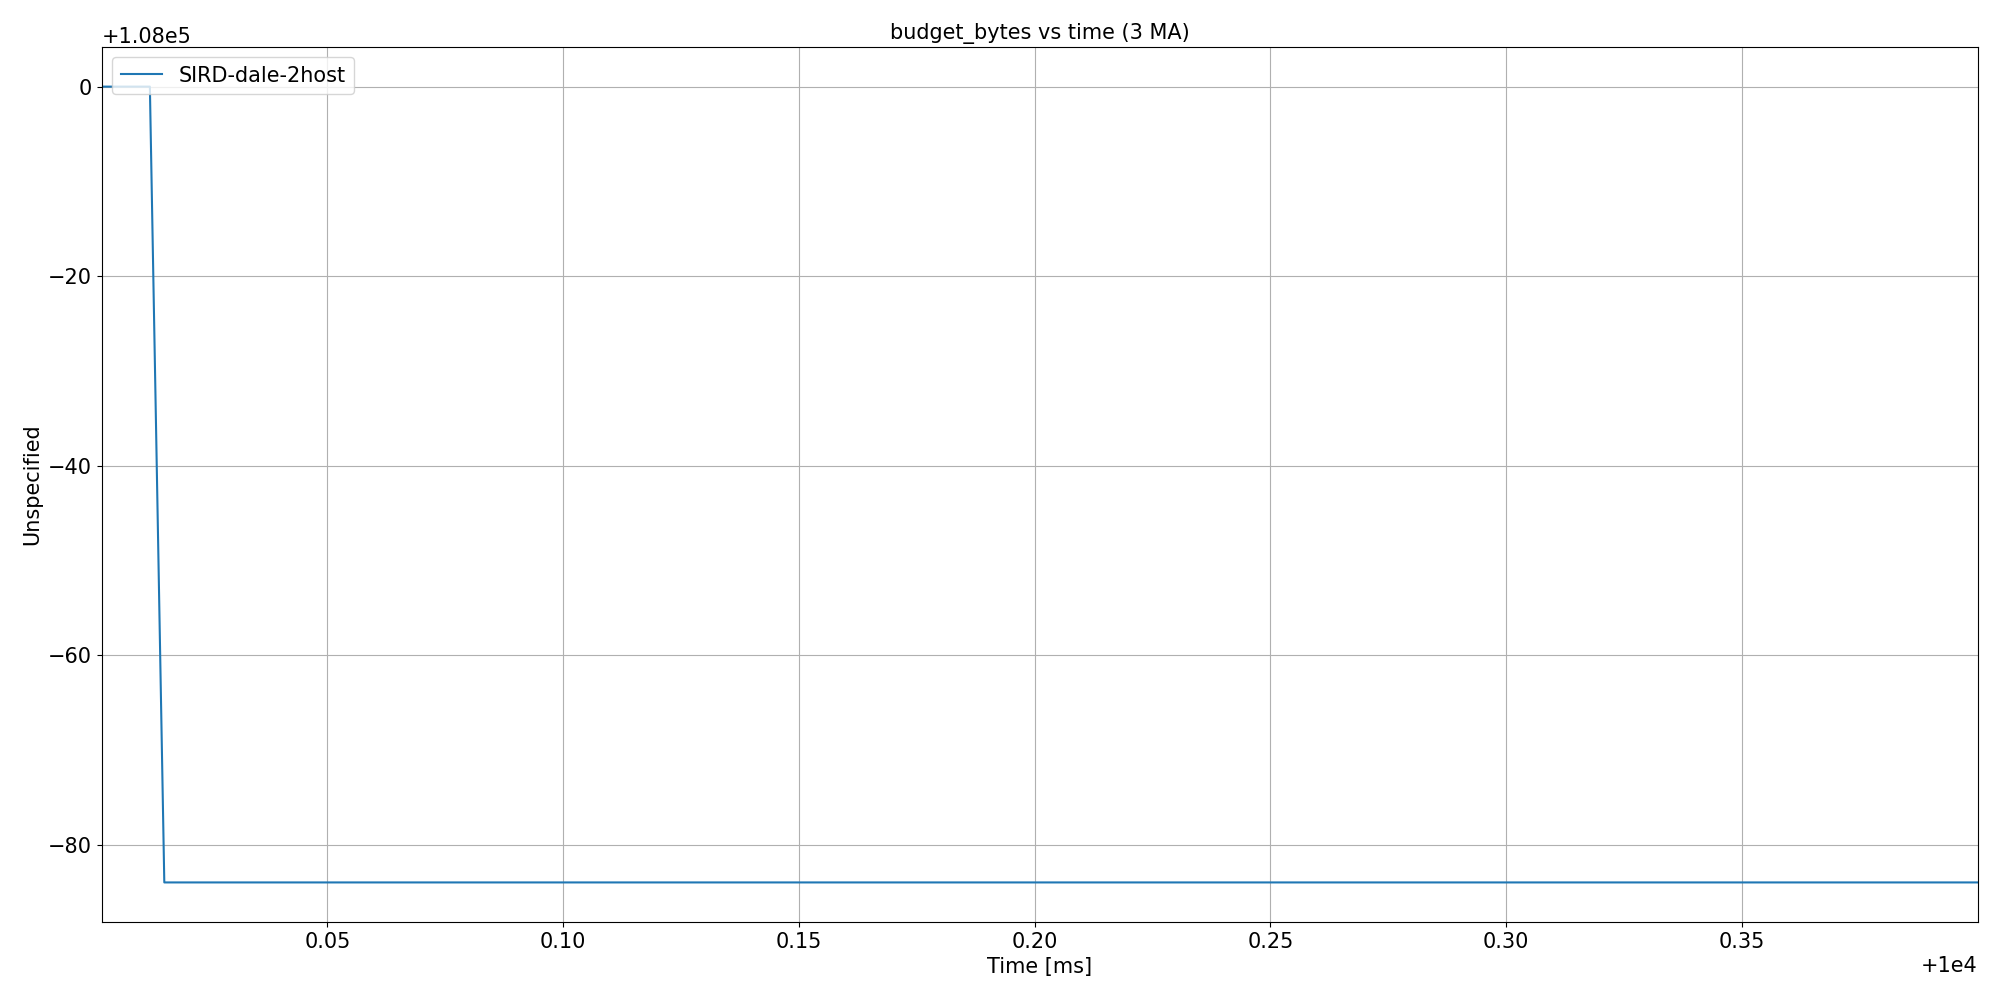 budget_bytes vs time (3 MA)
+1.08e5
SIRD-dale-2host
0
−20
−40
−60
−80
Unspecified
0.05
0.10
0.15
0.20
0.25
0.30
0.35
Time [ms]
+1e4